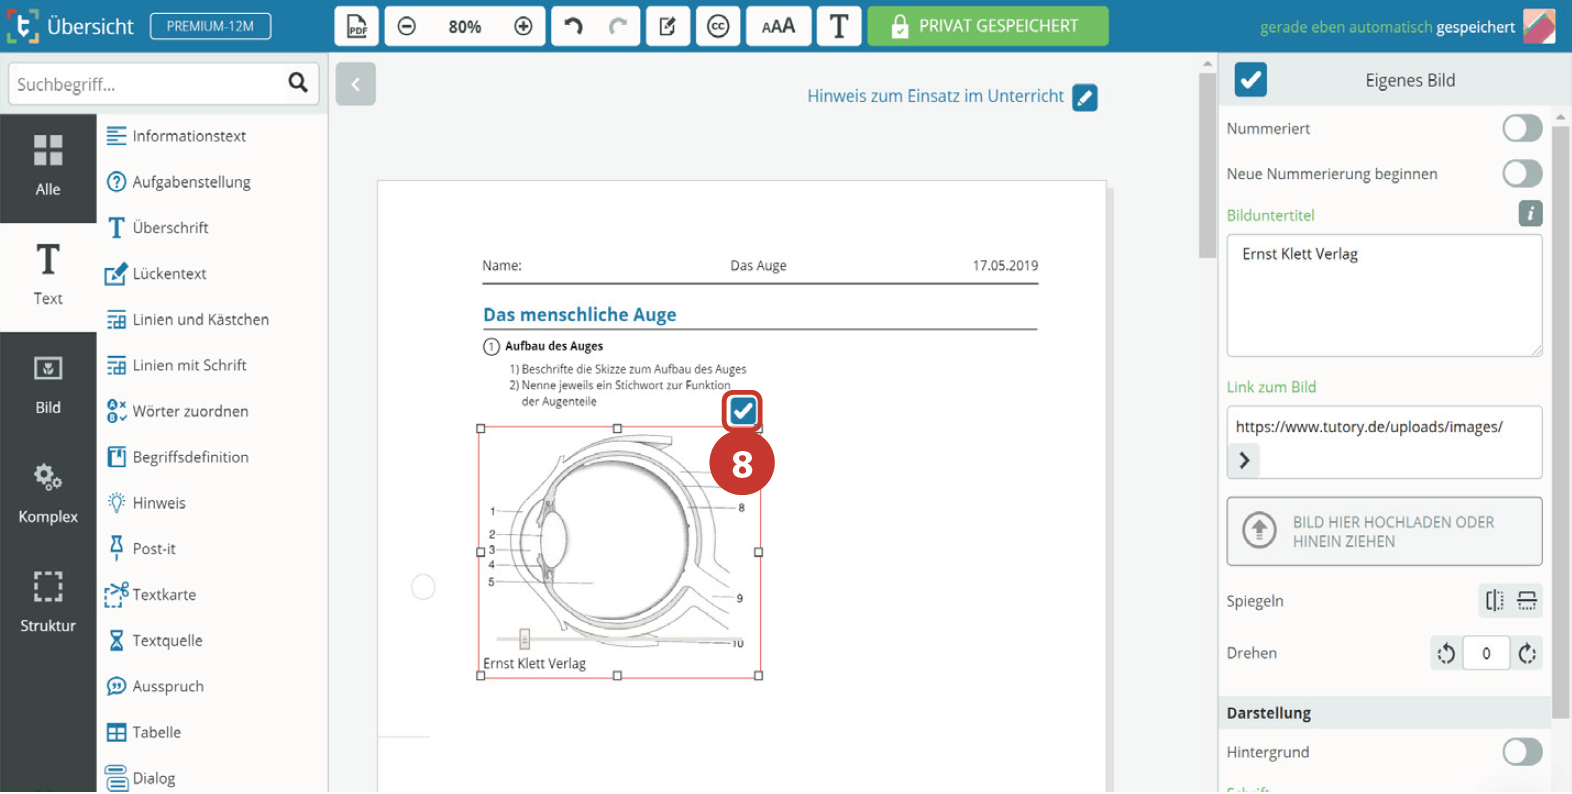 Übersicht
PREMIUM-12M
PDF
80%
CC
AAA
T
PRIVAT GESPEICHERT
gerade eben automatisch gespeichert
Suchbegriff...
Alle
Text
Bild
Komplex
Struktur
Informationstext
Aufgabenstellung
Überschrift
Lückentext
Linien und Kästchen
Linien mit Schrift
Wörter zuordnen
Begriffsdefinition
Hinweis
Post-it
Textkarte
Textquelle
Ausspruch
Tabelle
Dialog
Hinweis zum Einsatz im Unterricht
Name: Das Auge 17.05.2019
Das menschliche Auge
1 Aufbau des Auges
1) Beschrifte die Skizze zum Aufbau des Auges
2) Nenne jeweils ein Stichwort zur Funktion
der Augenteile
8
1
2
3
4
5
8
9
10
Ernst Klett Verlag
Eigenes Bild
Nummeriert
Neue Nummerierung beginnen
Bilduntertitel
i
Ernst Klett Verlag
Link zum Bild
https://www.tutory.de/uploads/images/
BILD HIER HOCHLADEN ODER
HINEIN ZIEHEN
Spiegeln
Drehen
0
Darstellung
Hintergrund